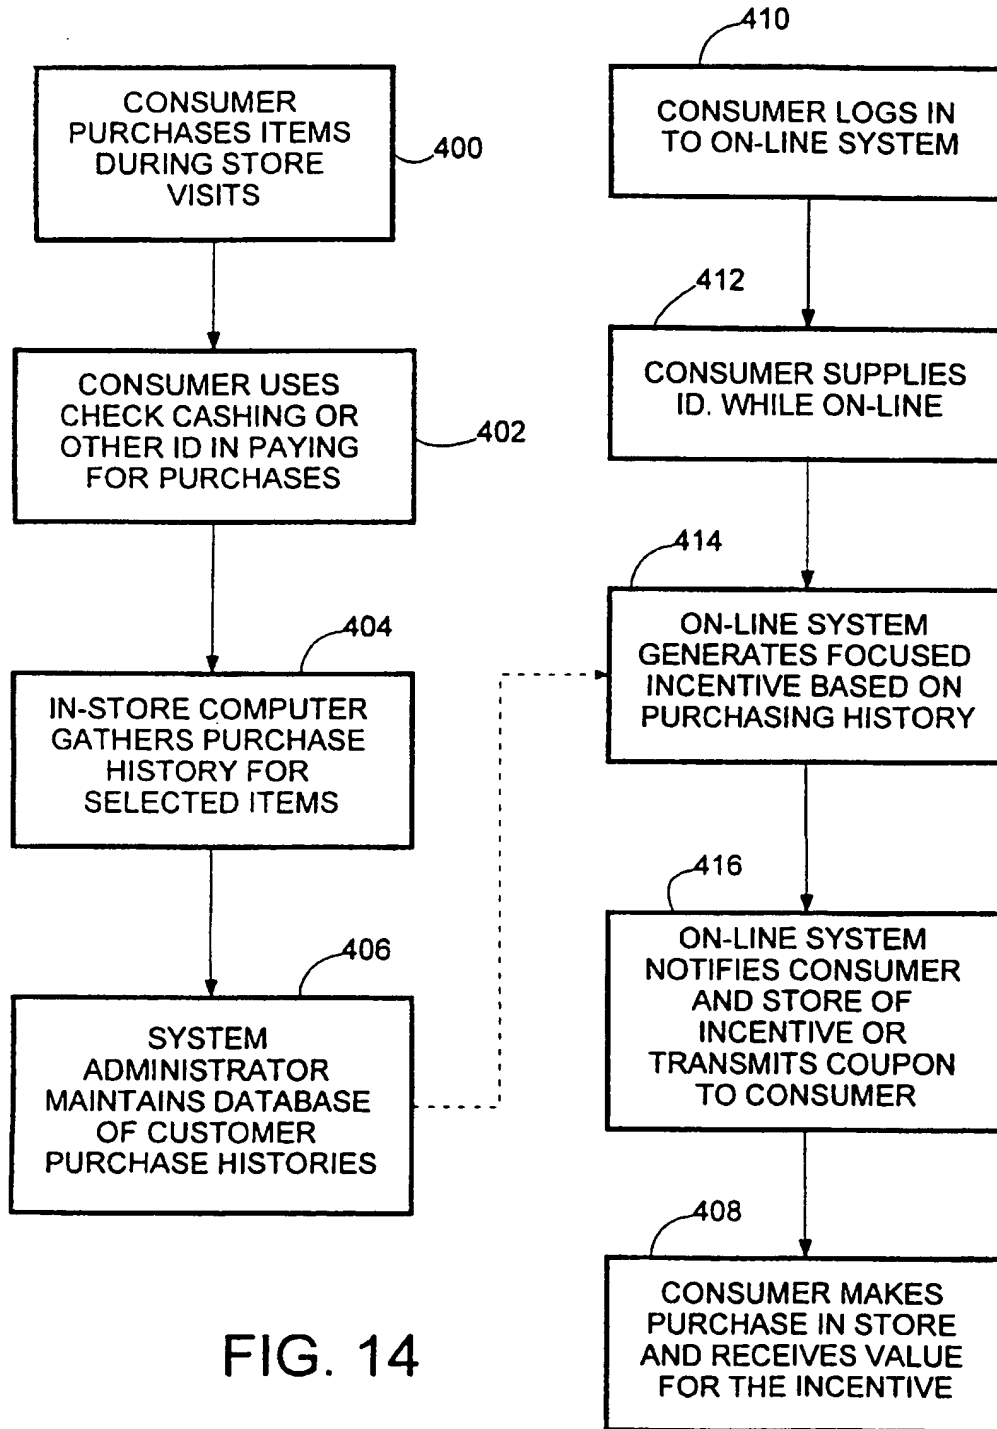 CONSUMER
PURCHASES ITEMS
DURING STORE
VISITS
400
CONSUMER USES
CHECK CASHING OR
OTHER ID IN PAYING
FOR PURCHASES
402
404
IN-STORE COMPUTER
GATHERS PURCHASE
HISTORY FOR
SELECTED ITEMS
406
SYSTEM
ADMINISTRATOR
MAINTAINS DATABASE
OF CUSTOMER
PURCHASE HISTORIES
410
CONSUMER LOGS IN
TO ON-LINE SYSTEM
412
CONSUMER SUPPLIES
ID. WHILE ON-LINE
414
ON-LINE SYSTEM
GENERATES FOCUSED
INCENTIVE BASED ON
PURCHASING HISTORY
416
ON-LINE SYSTEM
NOTIFIES CONSUMER
AND STORE OF
INCENTIVE OR
TRANSMITS COUPON
TO CONSUMER
408
CONSUMER MAKES
PURCHASE IN STORE
AND RECEIVES VALUE
FOR THE INCENTIVE
FIG. 14